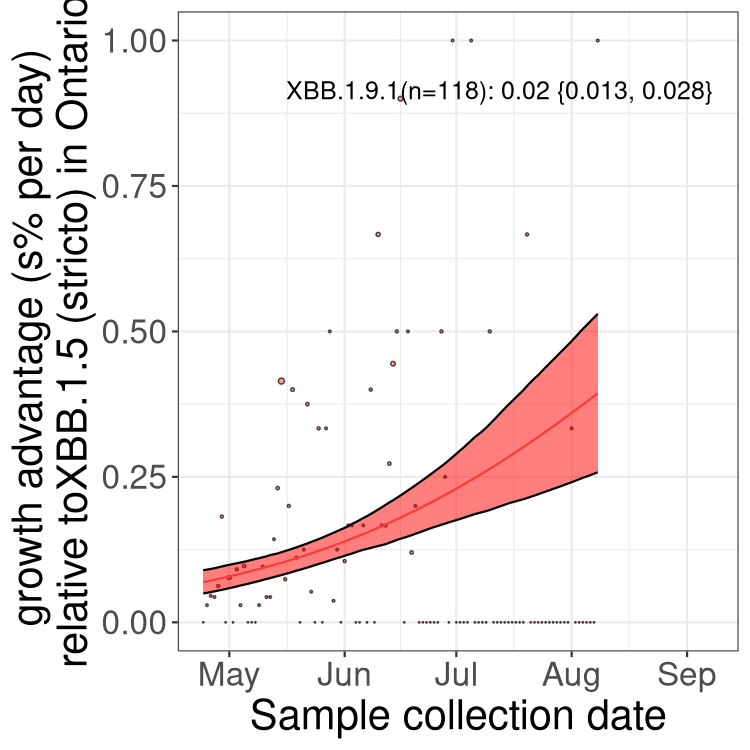 growth advantage (s% per day)
relative toXBB.1.5 (stricto) in Ontario
1.00
0.75
0.50
0.25
0.00
XBB.1.9.1(n=118): 0.02 {0.013, 0.028}
May Jun Jul Aug Sep
Sample collection date